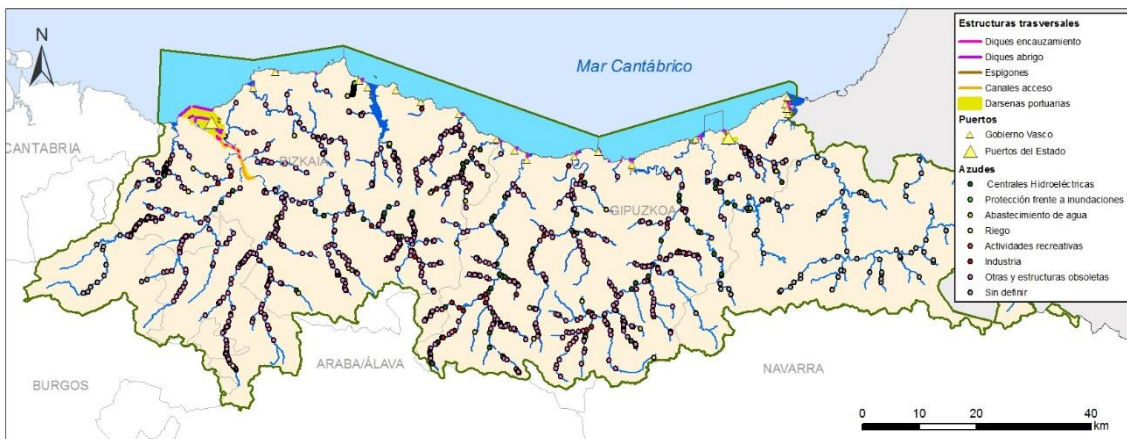 N
Mar Cantábrico
CANTABRIA
BIZKAIA
GIPUZKOA
ARABA/ÁLAVA
NAVARRA
BURGOS
Estructuras trasversales
Diques encauzamiento
Diques abrigo
Espigones
Canales acceso
Darsenas portuarias
Puertos
Gobierno Vasco
Puertos del Estado
Azudes
Centrales Hidroeléctricas
Protección frente a inundaciones
Abastecimiento de agua
Riego
Actividades recreativas
Industria
Otras y estructuras obsoletas
Sin definir
0 10 20 40
km